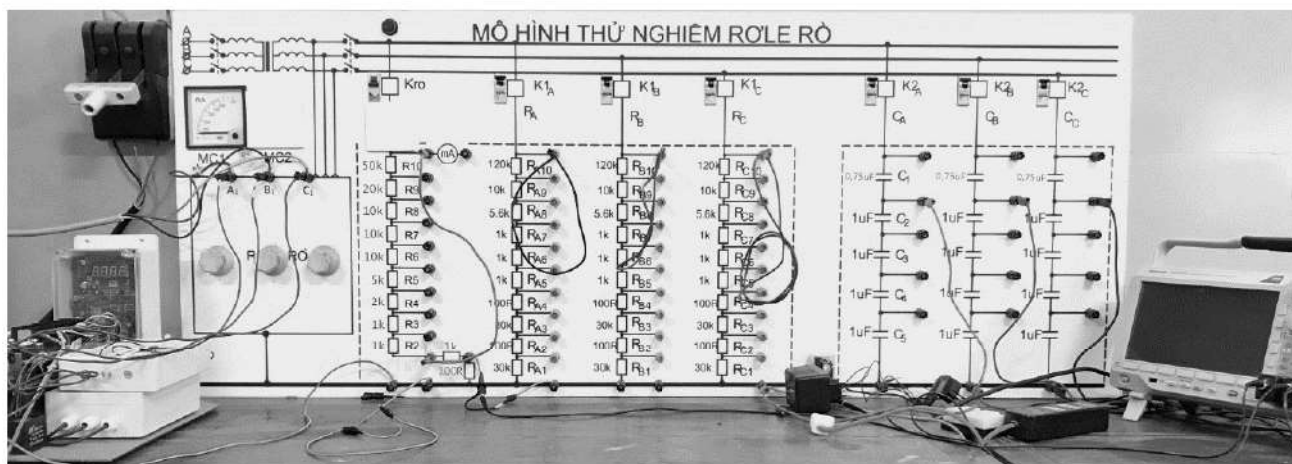 MÔ HÌNH THỬ NGHIỆM RƠLE RÒ
A
Kro
K1A
K1B
K1C
K2A
K2B
K2C
RA
RB
RC
CA
CB
CC
mA
MC1
MC2
A1
B1
C1
RÒ
50k R10
20k R9
10k R8
10k R7
10k R6
5k R5
2k R4
1k R3
1k R2
1k
100R
120k RA10
10k RA9
5.6k RA8
1k RA7
1k RA6
1k RA5
100R RA4
30k RA3
100R RA2
30k RA1
120k RB10
10k RB9
5.6k
1k
1k RB6
1k RB5
100R RB4
30k RB3
100R RB2
30k RB1
120k RC10
10k RC9
5.6k RC8
1k RC7
1k
1k
100R RC4
30k RC3
100R RC2
30k RC1
0,75uF C1
1uF C2
1uF C3
1uF C4
1uF C5
0,75uF
1uF
1uF
1uF
1uF
0,75uF
1uF
1uF
1uF
1uF